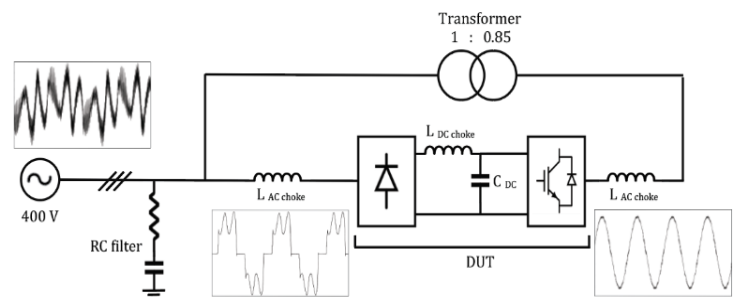 Transformer
1 : 0.85
L DC choke
C DC
L AC choke
L AC choke
400 V
RC filter
DUT